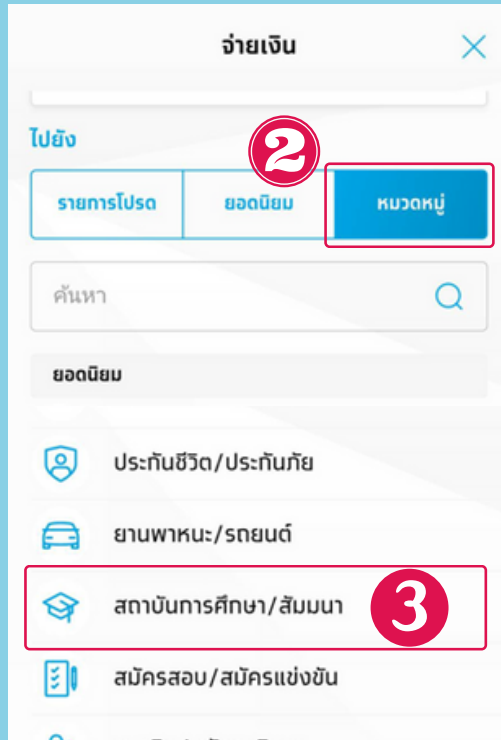 จ่ายเงิน
ไปยัง
2
รายการโปรด ยอดนิยม หมวดหมู่
ค้นหา
ยอดนิยม
ประกันชีวิต/ประกันภัย
ยานพาหนะ/รถยนต์
สถาบันการศึกษา/สัมมนา 3
สมัครสอบ/สมัครแข่งขัน